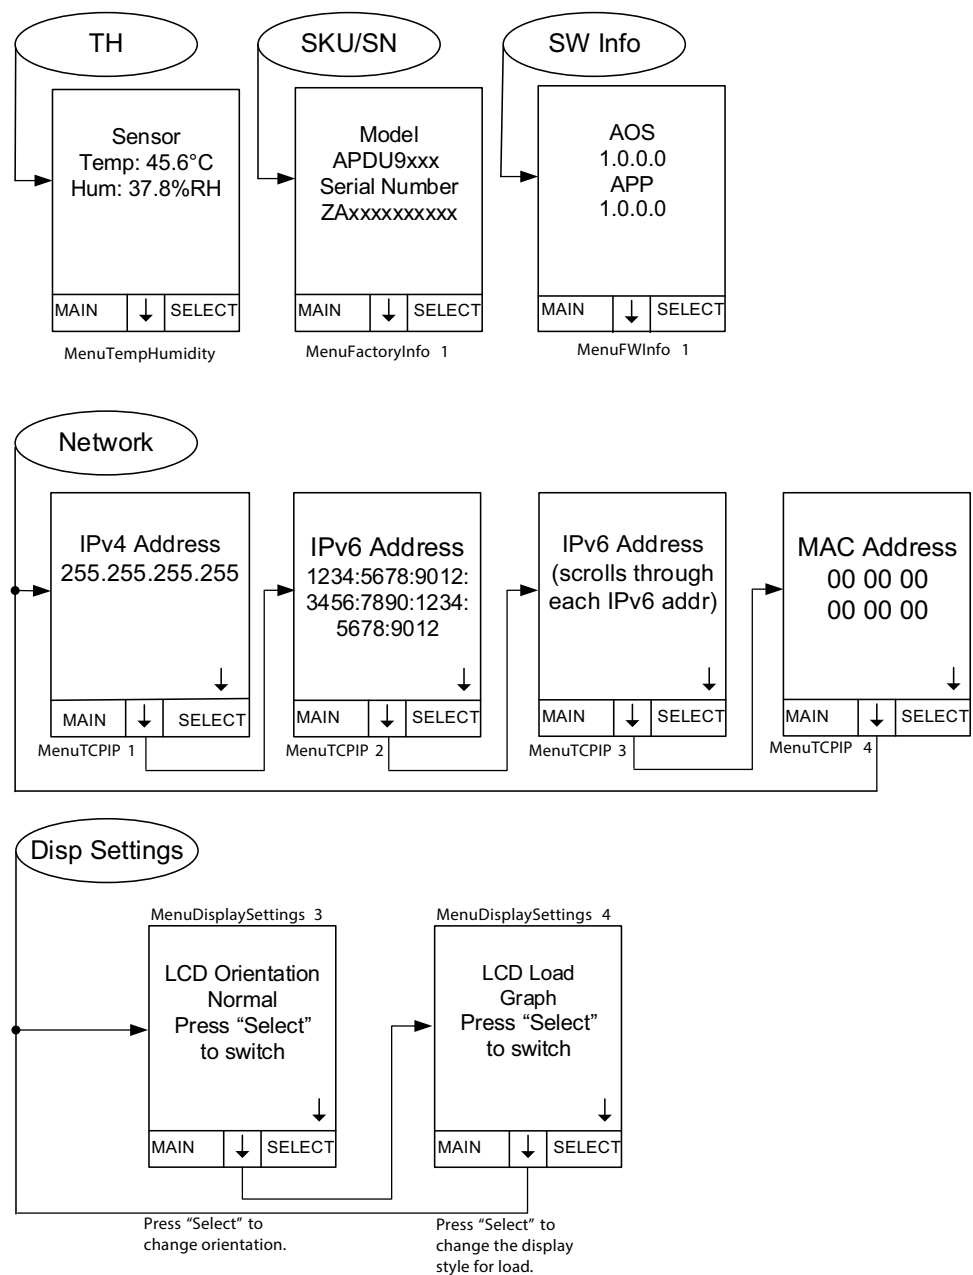 TH
SKU/SN
SW Info
Sensor
Temp: 45.6°C
Hum: 37.8%RH
MAIN
SELECT
MenuTempHumidity
Model
APDU9xxx
Serial Number
ZAxxxxxxxxxx
MAIN
SELECT
MenuFactoryInfo 1
AOS
1.0.0.0
APP
1.0.0.0
MAIN
SELECT
MenuFWInfo 1
Network
IPv4 Address
255.255.255.255
MAIN
SELECT
MenuTCPIP 1
IPv6 Address
1234:5678:9012:
3456:7890:1234:
5678:9012
MAIN
SELECT
MenuTCPIP 2
IPv6 Address
(scrolls through
each IPv6 addr)
MAIN
SELECT
MenuTCPIP 3
MAC Address
00 00 00
00 00 00
MAIN
SELECT
MenuTCPIP 4
Disp Settings
MenuDisplaySettings 3
LCD Orientation
Normal
Press “Select”
to switch
MAIN
SELECT
Press “Select” to
change orientation.
MenuDisplaySettings 4
LCD Load
Graph
Press “Select”
to switch
MAIN
SELECT
Press “Select” to
change the display
style for load.